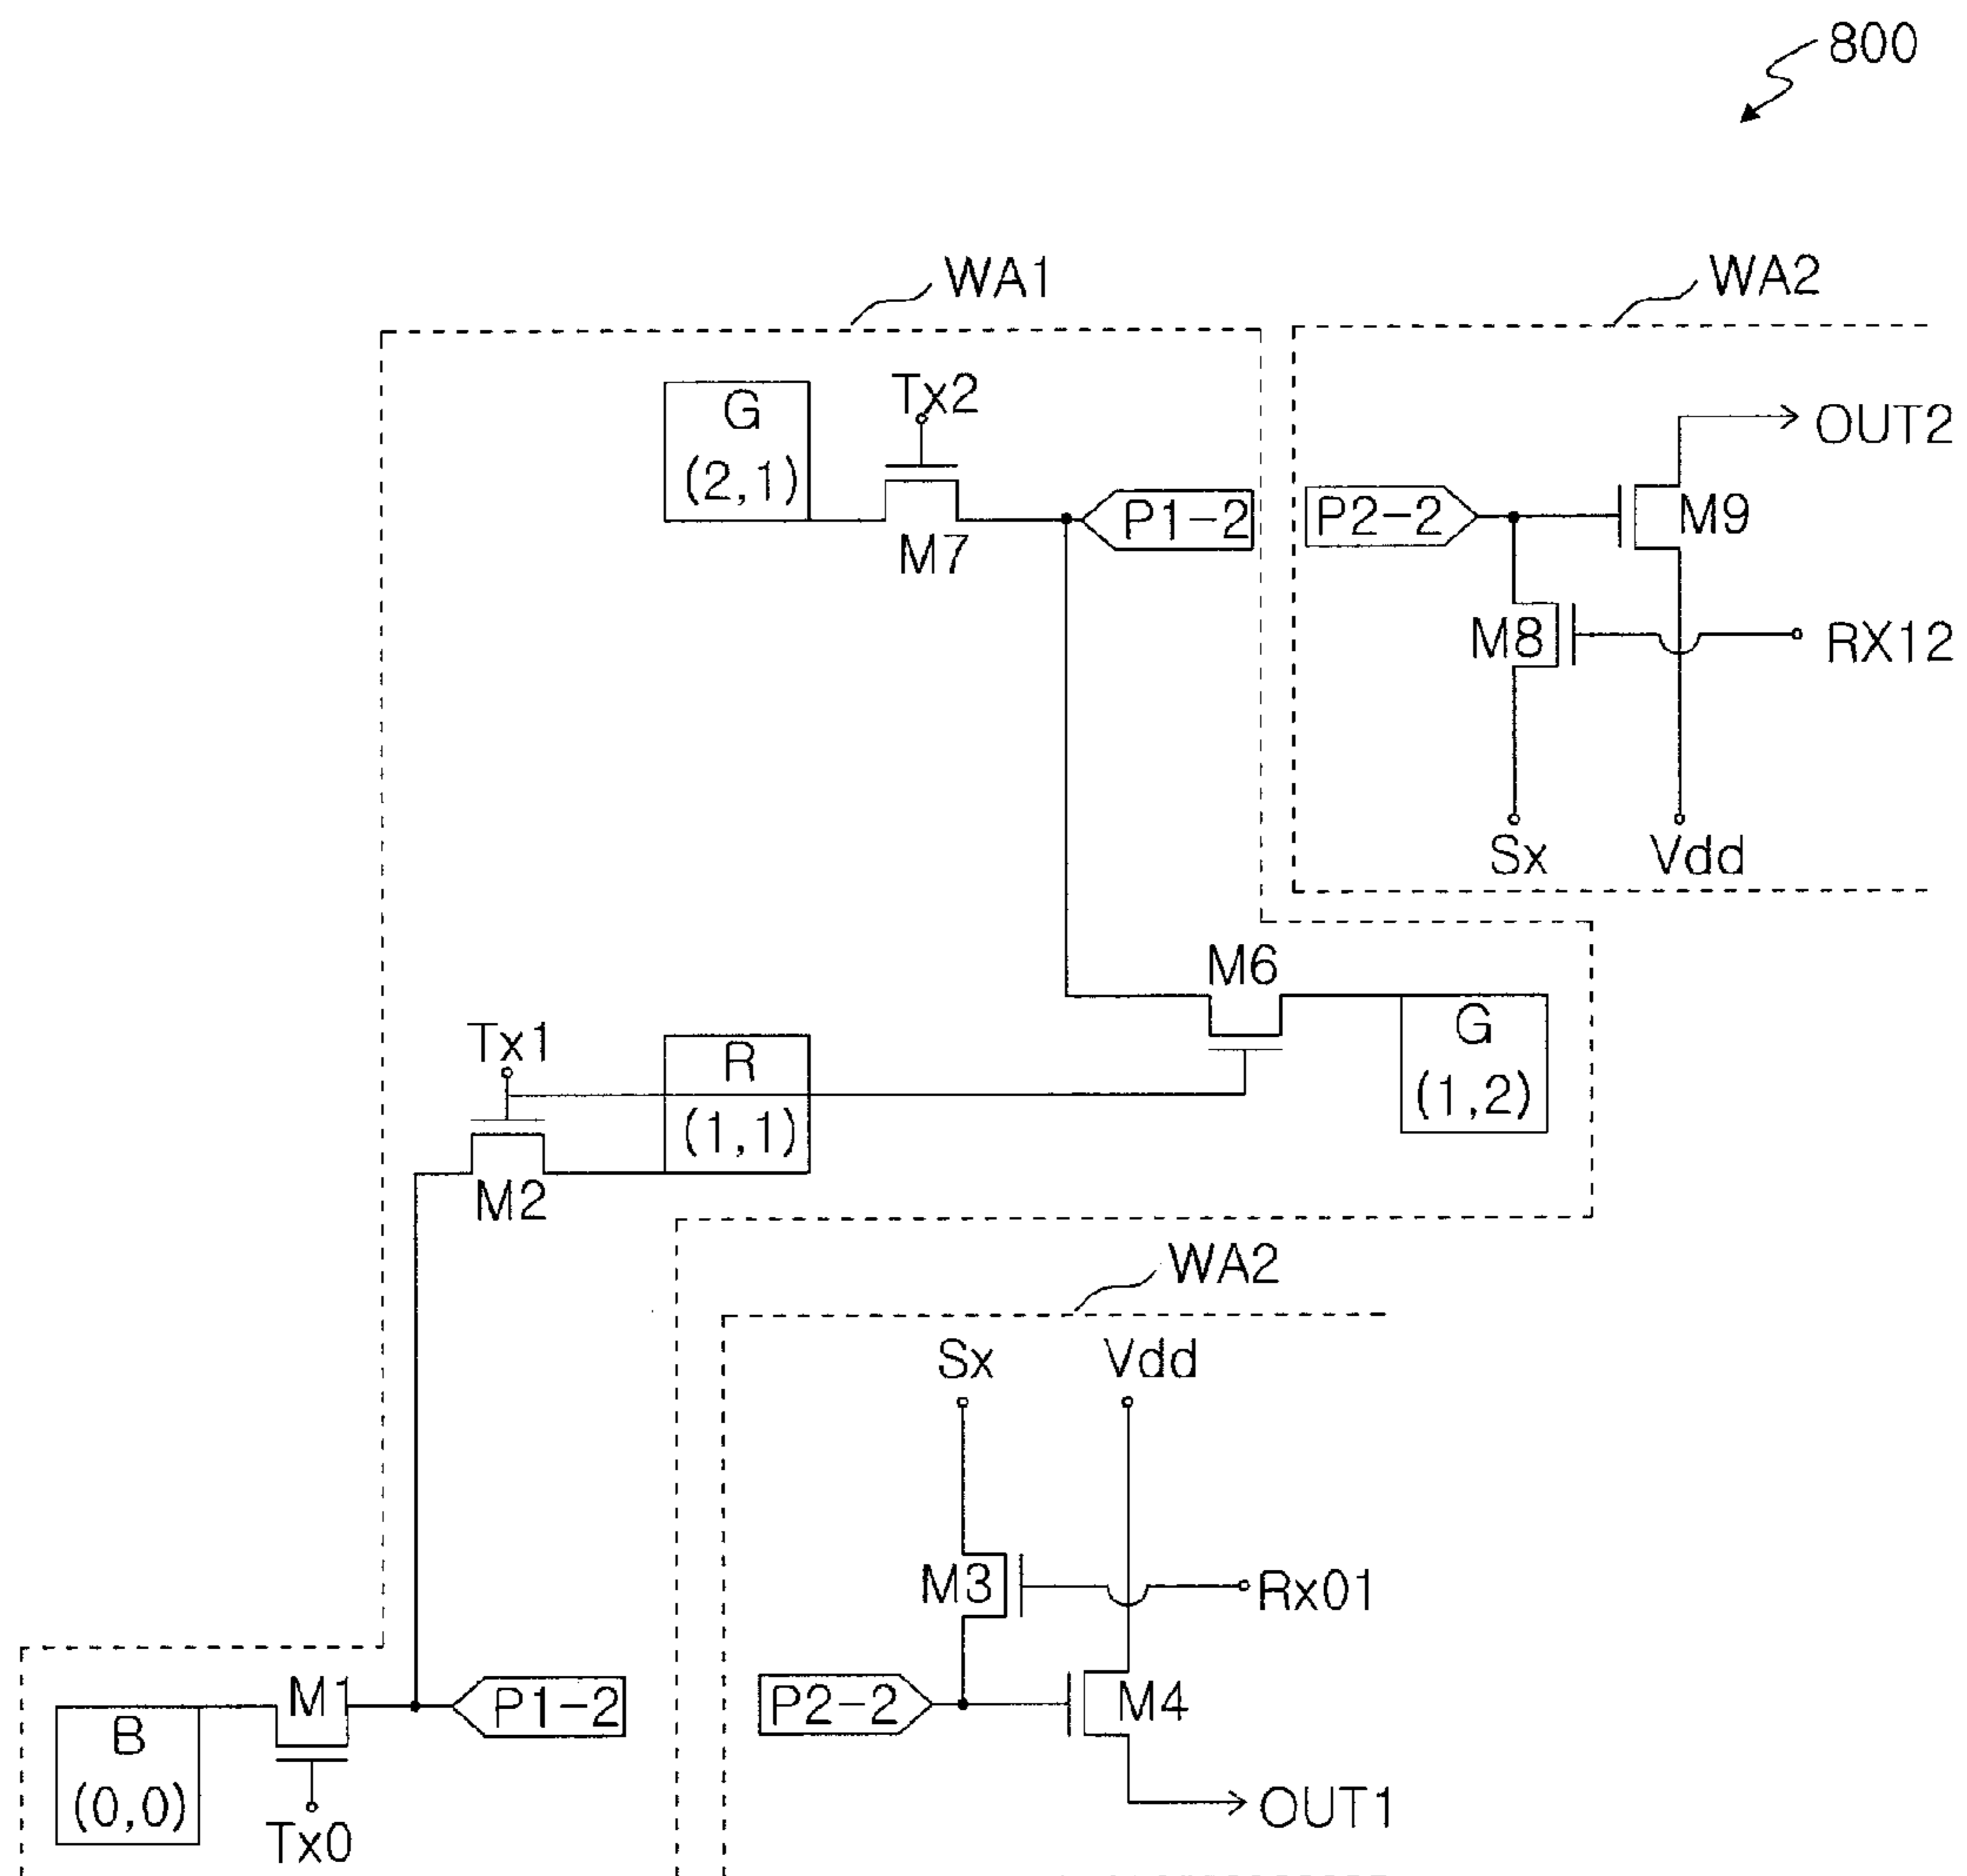 800
WA1
WA2
G
(2,1)
Tx2
M7
P1-2
P2-2
OUT2
M9
M8
RX12
Sx
Vdd
M6
G
(1,2)
Tx1
R
(1,1)
M2
WA2
Sx
Vdd
M3
Rx01
B
(0,0)
M1
Tx0
P1-2
P2-2
M4
OUT1